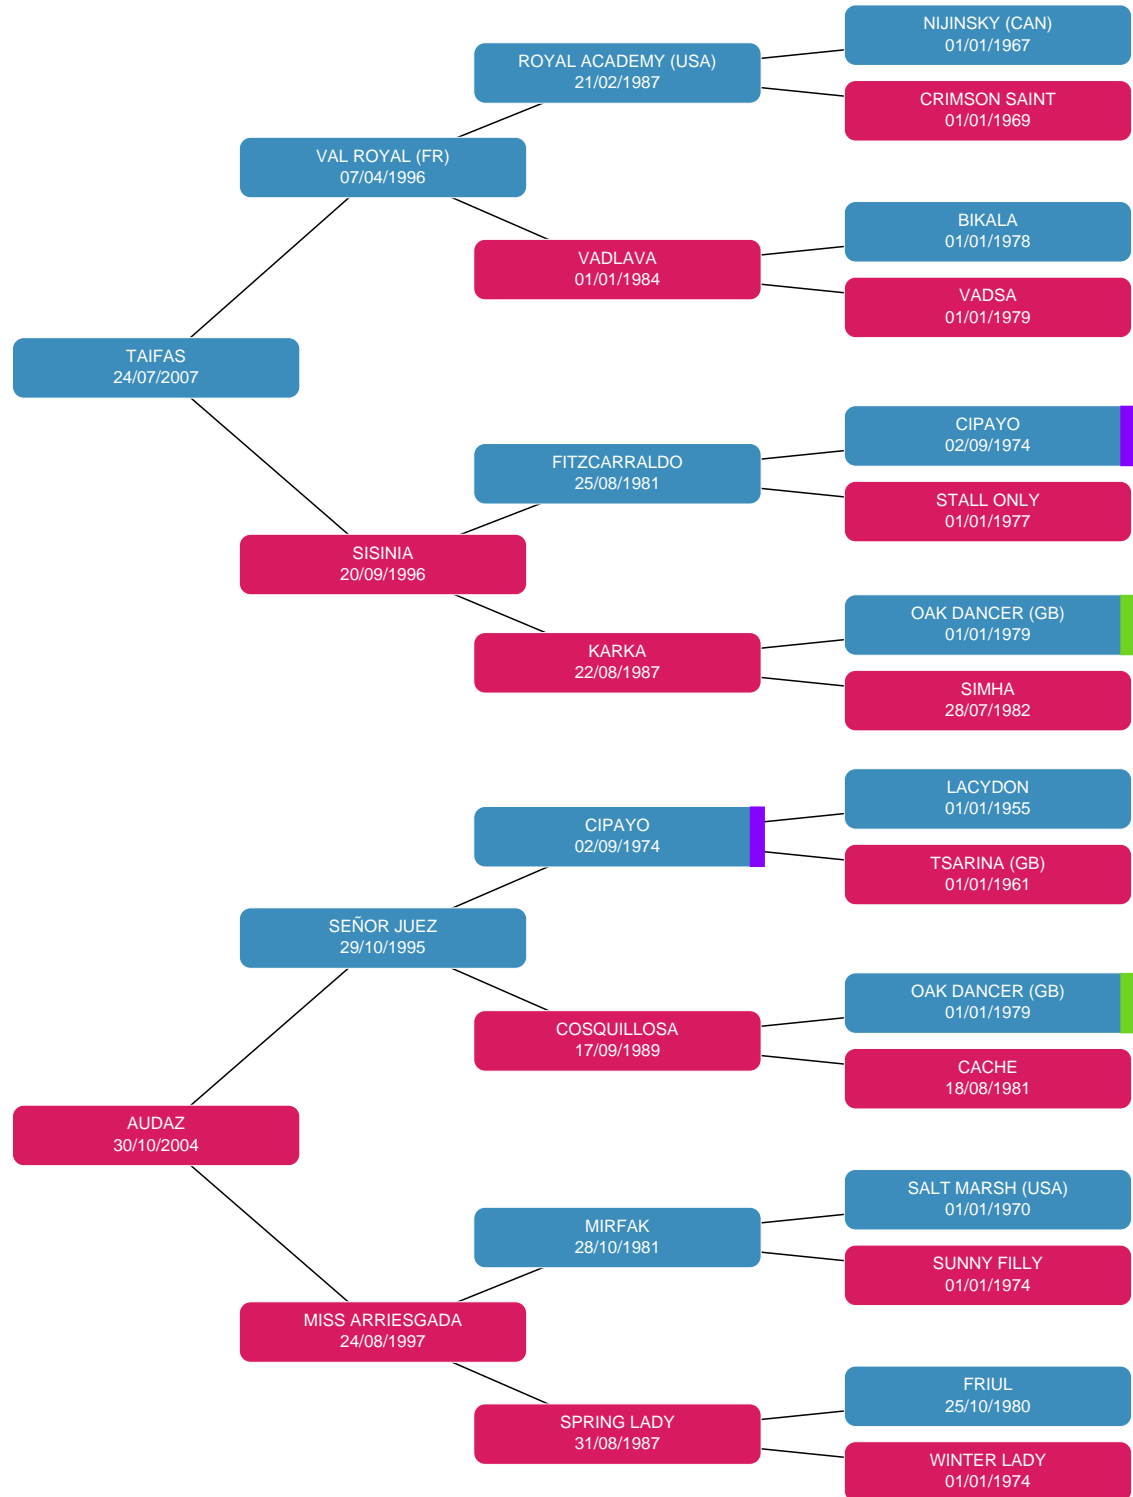 NIJINSKY (CAN)
01/01/1967
ROYAL ACADEMY (USA)
21/02/1987
CRIMSON SAINT
01/01/1969
VAL ROYAL (FR)
07/04/1996
BIKALA
01/01/1978
VADLAVA
01/01/1984
VADSA
01/01/1979
TAIFAS
24/07/2007
CIPAYO
02/09/1974
FITZCARRALDO
25/08/1981
STALL ONLY
01/01/1977
SISINIA
20/09/1996
OAK DANCER (GB)
01/01/1979
KARKA
22/08/1987
SIMHA
28/07/1982
LACYDON
01/01/1955
CIPAYO
02/09/1974
TSARINA (GB)
01/01/1961
SEÑOR JUEZ
29/10/1995
OAK DANCER (GB)
01/01/1979
COSQUILLOSA
17/09/1989
CACHE
18/08/1981
AUDAZ
30/10/2004
SALT MARSH (USA)
01/01/1970
MIRFAK
28/10/1981
SUNNY FILLY
01/01/1974
MISS ARRIESGADA
24/08/1997
FRIUL
25/10/1980
SPRING LADY
31/08/1987
WINTER LADY
01/01/1974